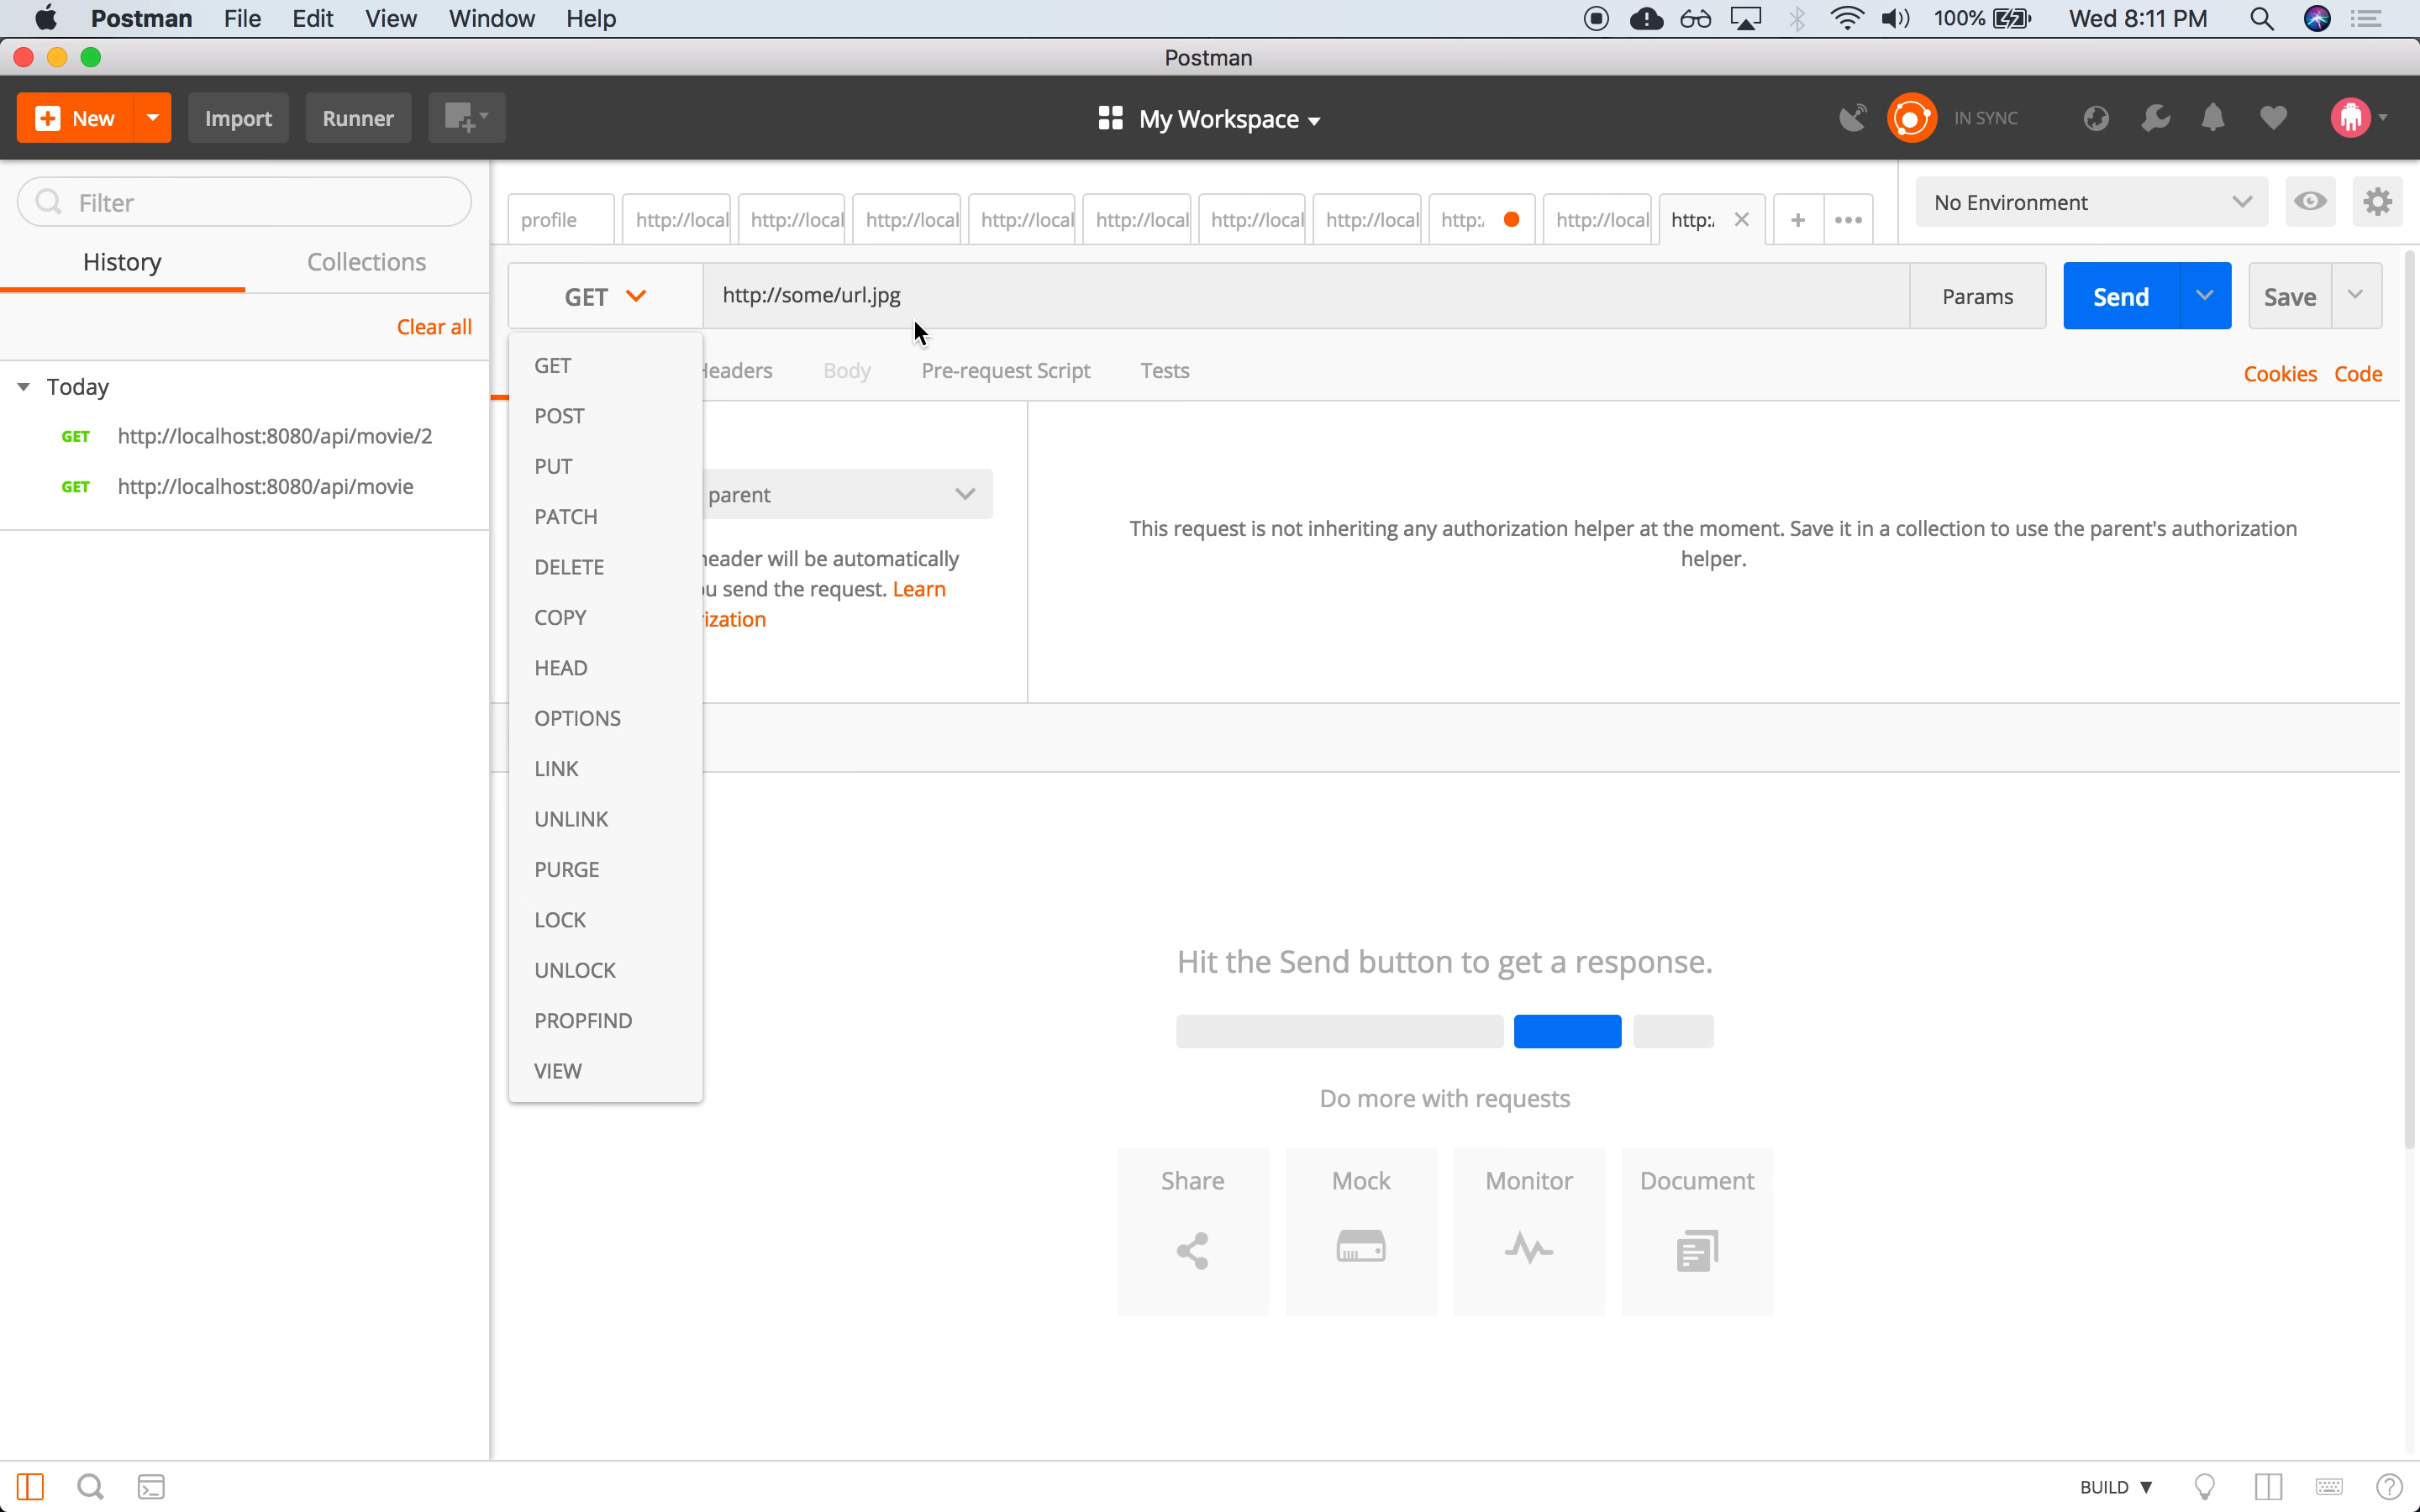 Postman File Edit View Window Help 100% Wed 8:11 PM
Postman
New Import Runner My Workspace IN SYNC
Filter
profile http://local http://local http://local http://local http://local http://local http://local http:/ http://local http:/ + No Environment
History Collections
GET http://some/url.jpg Params Send Save
Clear all
GET
POST
PUT
PATCH
DELETE
COPY
HEAD
OPTIONS
LINK
UNLINK
PURGE
LOCK
UNLOCK
PROPFIND
VIEW
Headers Body Pre-request Script Tests Cookies Code
Today
GET http://localhost:8080/api/movie/2
GET http://localhost:8080/api/movie
parent
header will be automatically
ou send the request. Learn
rization
This request is not inheriting any authorization helper at the moment. Save it in a collection to use the parent's authorization
helper.
Hit the Send button to get a response.
Do more with requests
Share Mock Monitor Document
BUILD